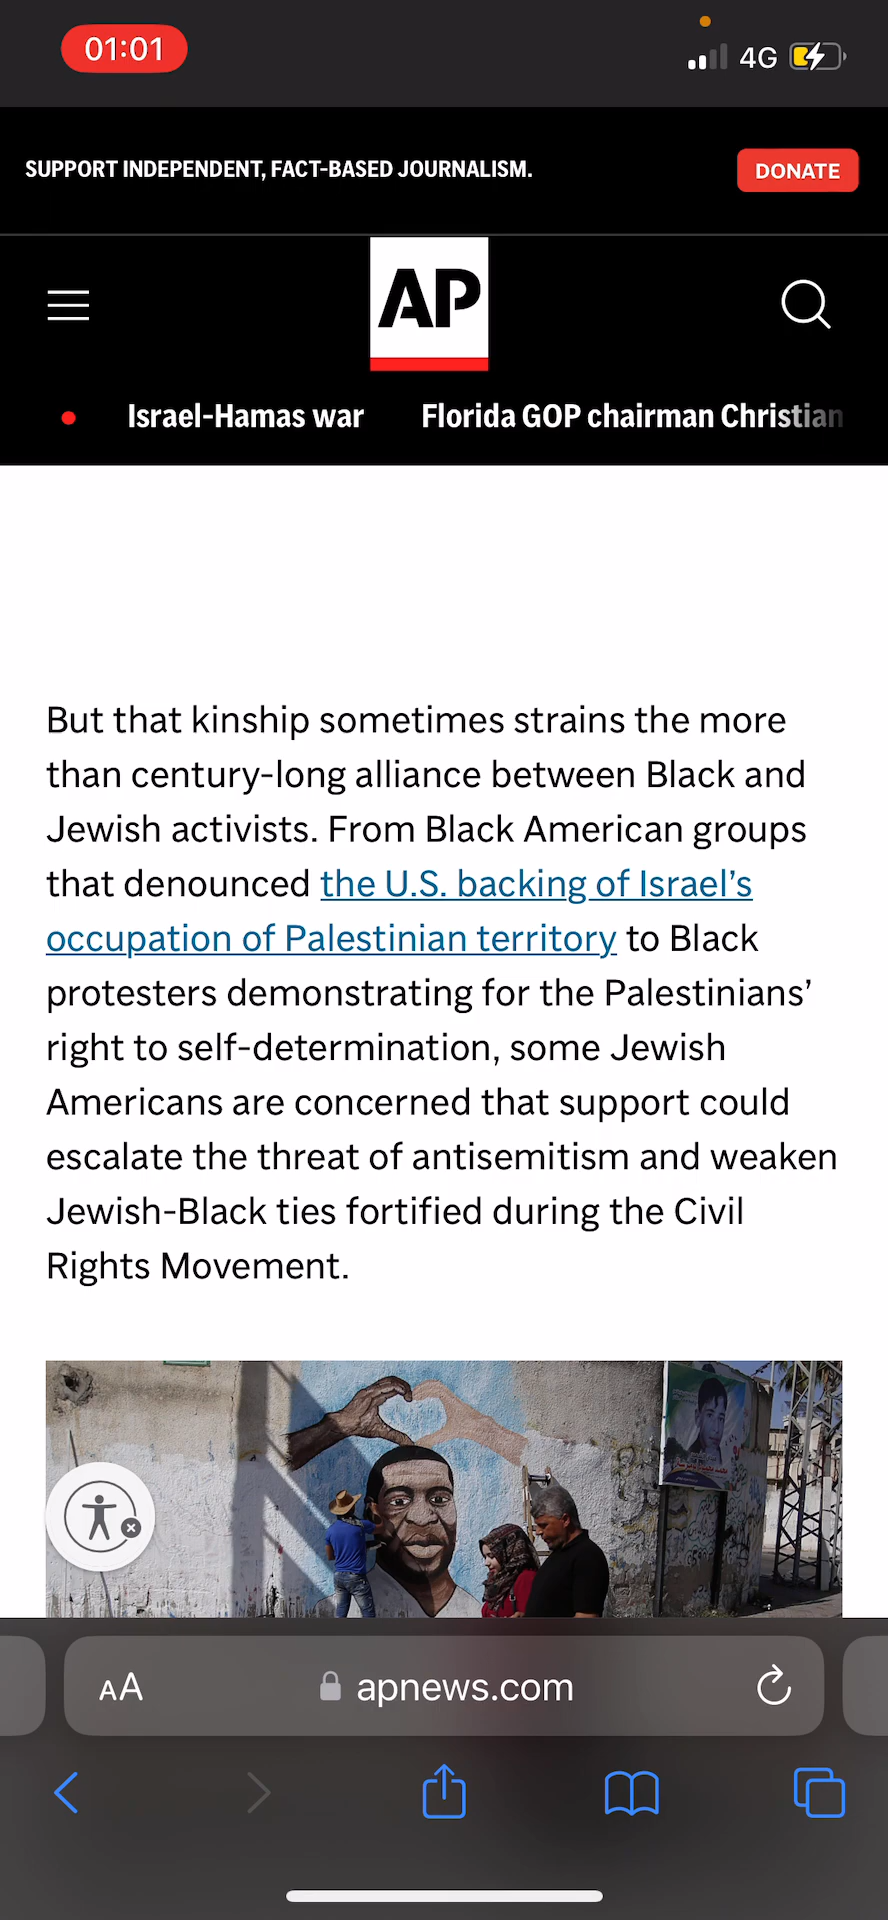 01:01
4G
SUPPORT INDEPENDENT, FACT-BASED JOURNALISM.
DONATE
AP
Israel-Hamas war
Florida GOP chairman Christian
But that kinship sometimes strains the more
than century-long alliance between Black and
Jewish activists. From Black American groups
that denounced the U.S. backing of Israel’s
occupation of Palestinian territory to Black
protesters demonstrating for the Palestinians’
right to self-determination, some Jewish
Americans are concerned that support could
escalate the threat of antisemitism and weaken
Jewish-Black ties fortified during the Civil
Rights Movement.
AA
apnews.com